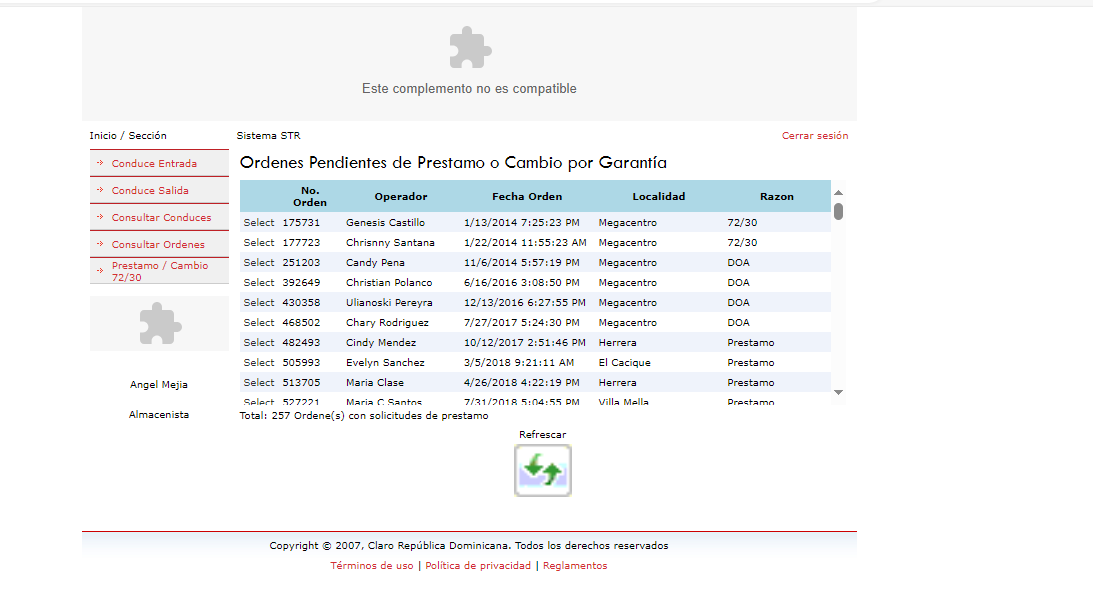 Este complemento no es compatible
Inicio / Sección
Sistema STR
Cerrar sesión
Conduce Entrada
Conduce Salida
Consultar Conduces
Consultar Ordenes
Prestamo / Cambio
72/30
Angel Mejia
Almacenista
Ordenes Pendientes de Prestamo o Cambio por Garantía
No. Orden Operador Fecha Orden Localidad Razon
Select 175731 Genesis Castillo 1/13/2014 7:25:23 PM Megacentro 72/30
Select 177723 Chrisnny Santana 1/22/2014 11:55:23 AM Megacentro 72/30
Select 251203 Candy Pena 11/6/2014 5:57:19 PM Megacentro DOA
Select 392649 Christian Polanco 6/16/2016 3:08:50 PM Megacentro DOA
Select 430358 Ulianoski Pereyra 12/13/2016 6:27:55 PM Megacentro DOA
Select 468502 Chary Rodriguez 7/27/2017 5:24:30 PM Megacentro DOA
Select 482493 Cindy Mendez 10/12/2017 2:51:46 PM Herrera Prestamo
Select 505993 Evelyn Sanchez 3/5/2018 9:21:11 AM El Cacique Prestamo
Select 513705 Maria Clase 4/26/2018 4:22:19 PM Herrera Prestamo
Select 527221 Maria C Santos 7/31/2018 5:04:55 PM Villa Mella Prestamo
Total: 257 Ordene(s) con solicitudes de prestamo
Refrescar
Copyright © 2007, Claro República Dominicana. Todos los derechos reservados
Términos de uso | Política de privacidad | Reglamentos